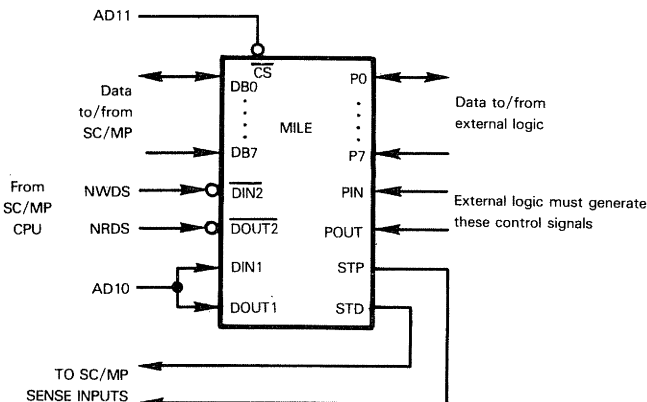 AD11
CS
Data
to/from
SC/MP
DB0
DB7
MILE
P0
P7
Data to/from
external logic
From
SC/MP
CPU
NWDS
NRDS
DIN2
DOUT2
PIN
POUT
External logic must generate
these control signals
AD10
DIN1
DOUT1
STP
STD
TO SC/MP
SENSE INPUTS